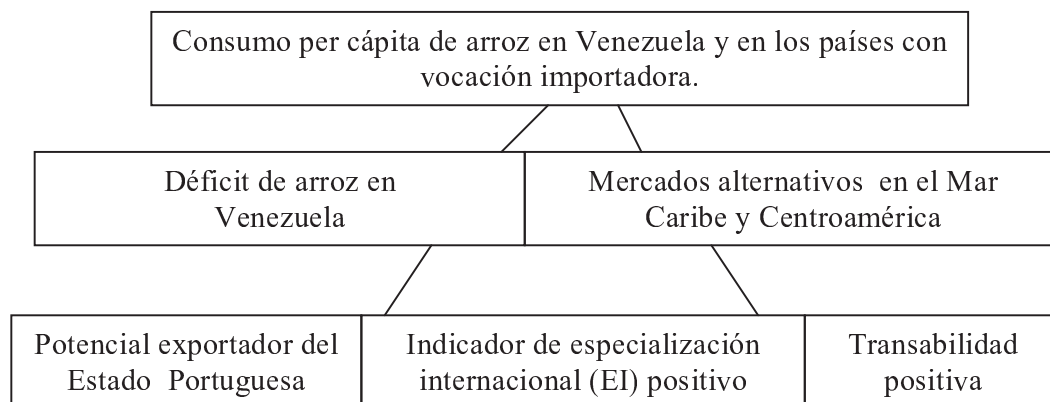 Consumo per cápita de arroz en Venezuela y en los países con
vocación importadora.
Déficit de arroz en
Venezuela
Mercados alternativos en el Mar
Caribe y Centroamérica
Potencial exportador del
Estado Portuguesa
Indicador de especialización
internacional (EI) positivo
Transabilidad
positiva